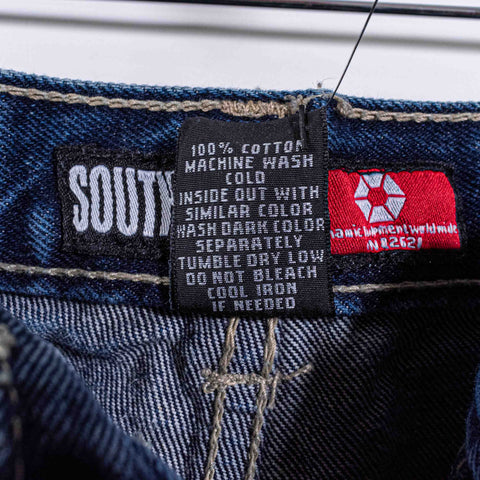 SOUTH
100% COTTON
MACHINE WASH
COLD
INSIDE OUT WITH
SIMILAR COLOR
WASH DARK COLOR
SEPARATELY
TUMBLE DRY LOW
DO NOT BLEACH
COOL IRON
IF NEEDED